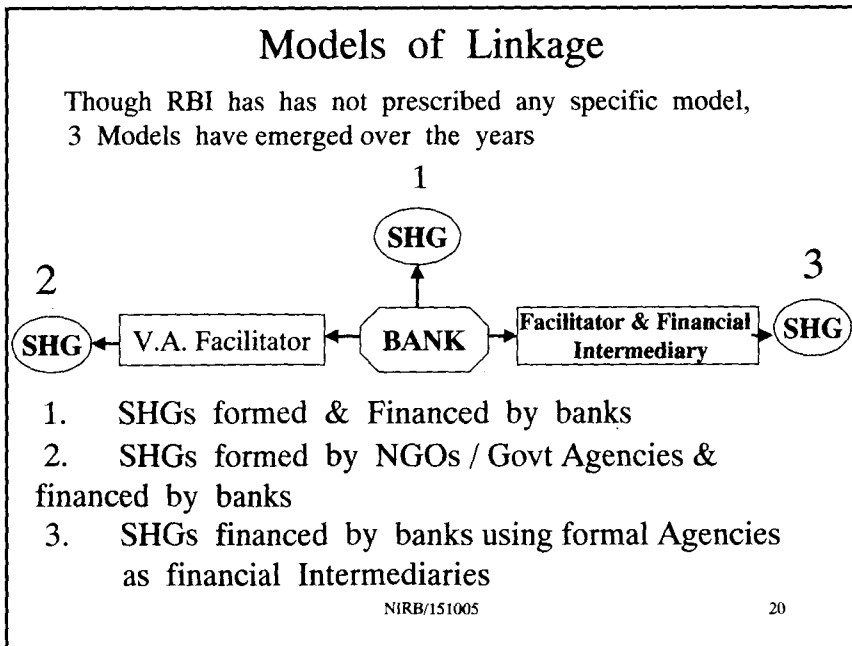 Models of Linkage
Though RBI has has not prescribed any specific model,
3 Models have emerged over the years
1
SHG
2
3
SHG
V.A. Facilitator
BANK
Facilitator & Financial
Intermediary
SHG
1. SHGs formed & Financed by banks
2. SHGs formed by NGOs / Govt Agencies &
financed by banks
3. SHGs financed by banks using formal Agencies
as financial Intermediaries
NIRB/151005
20